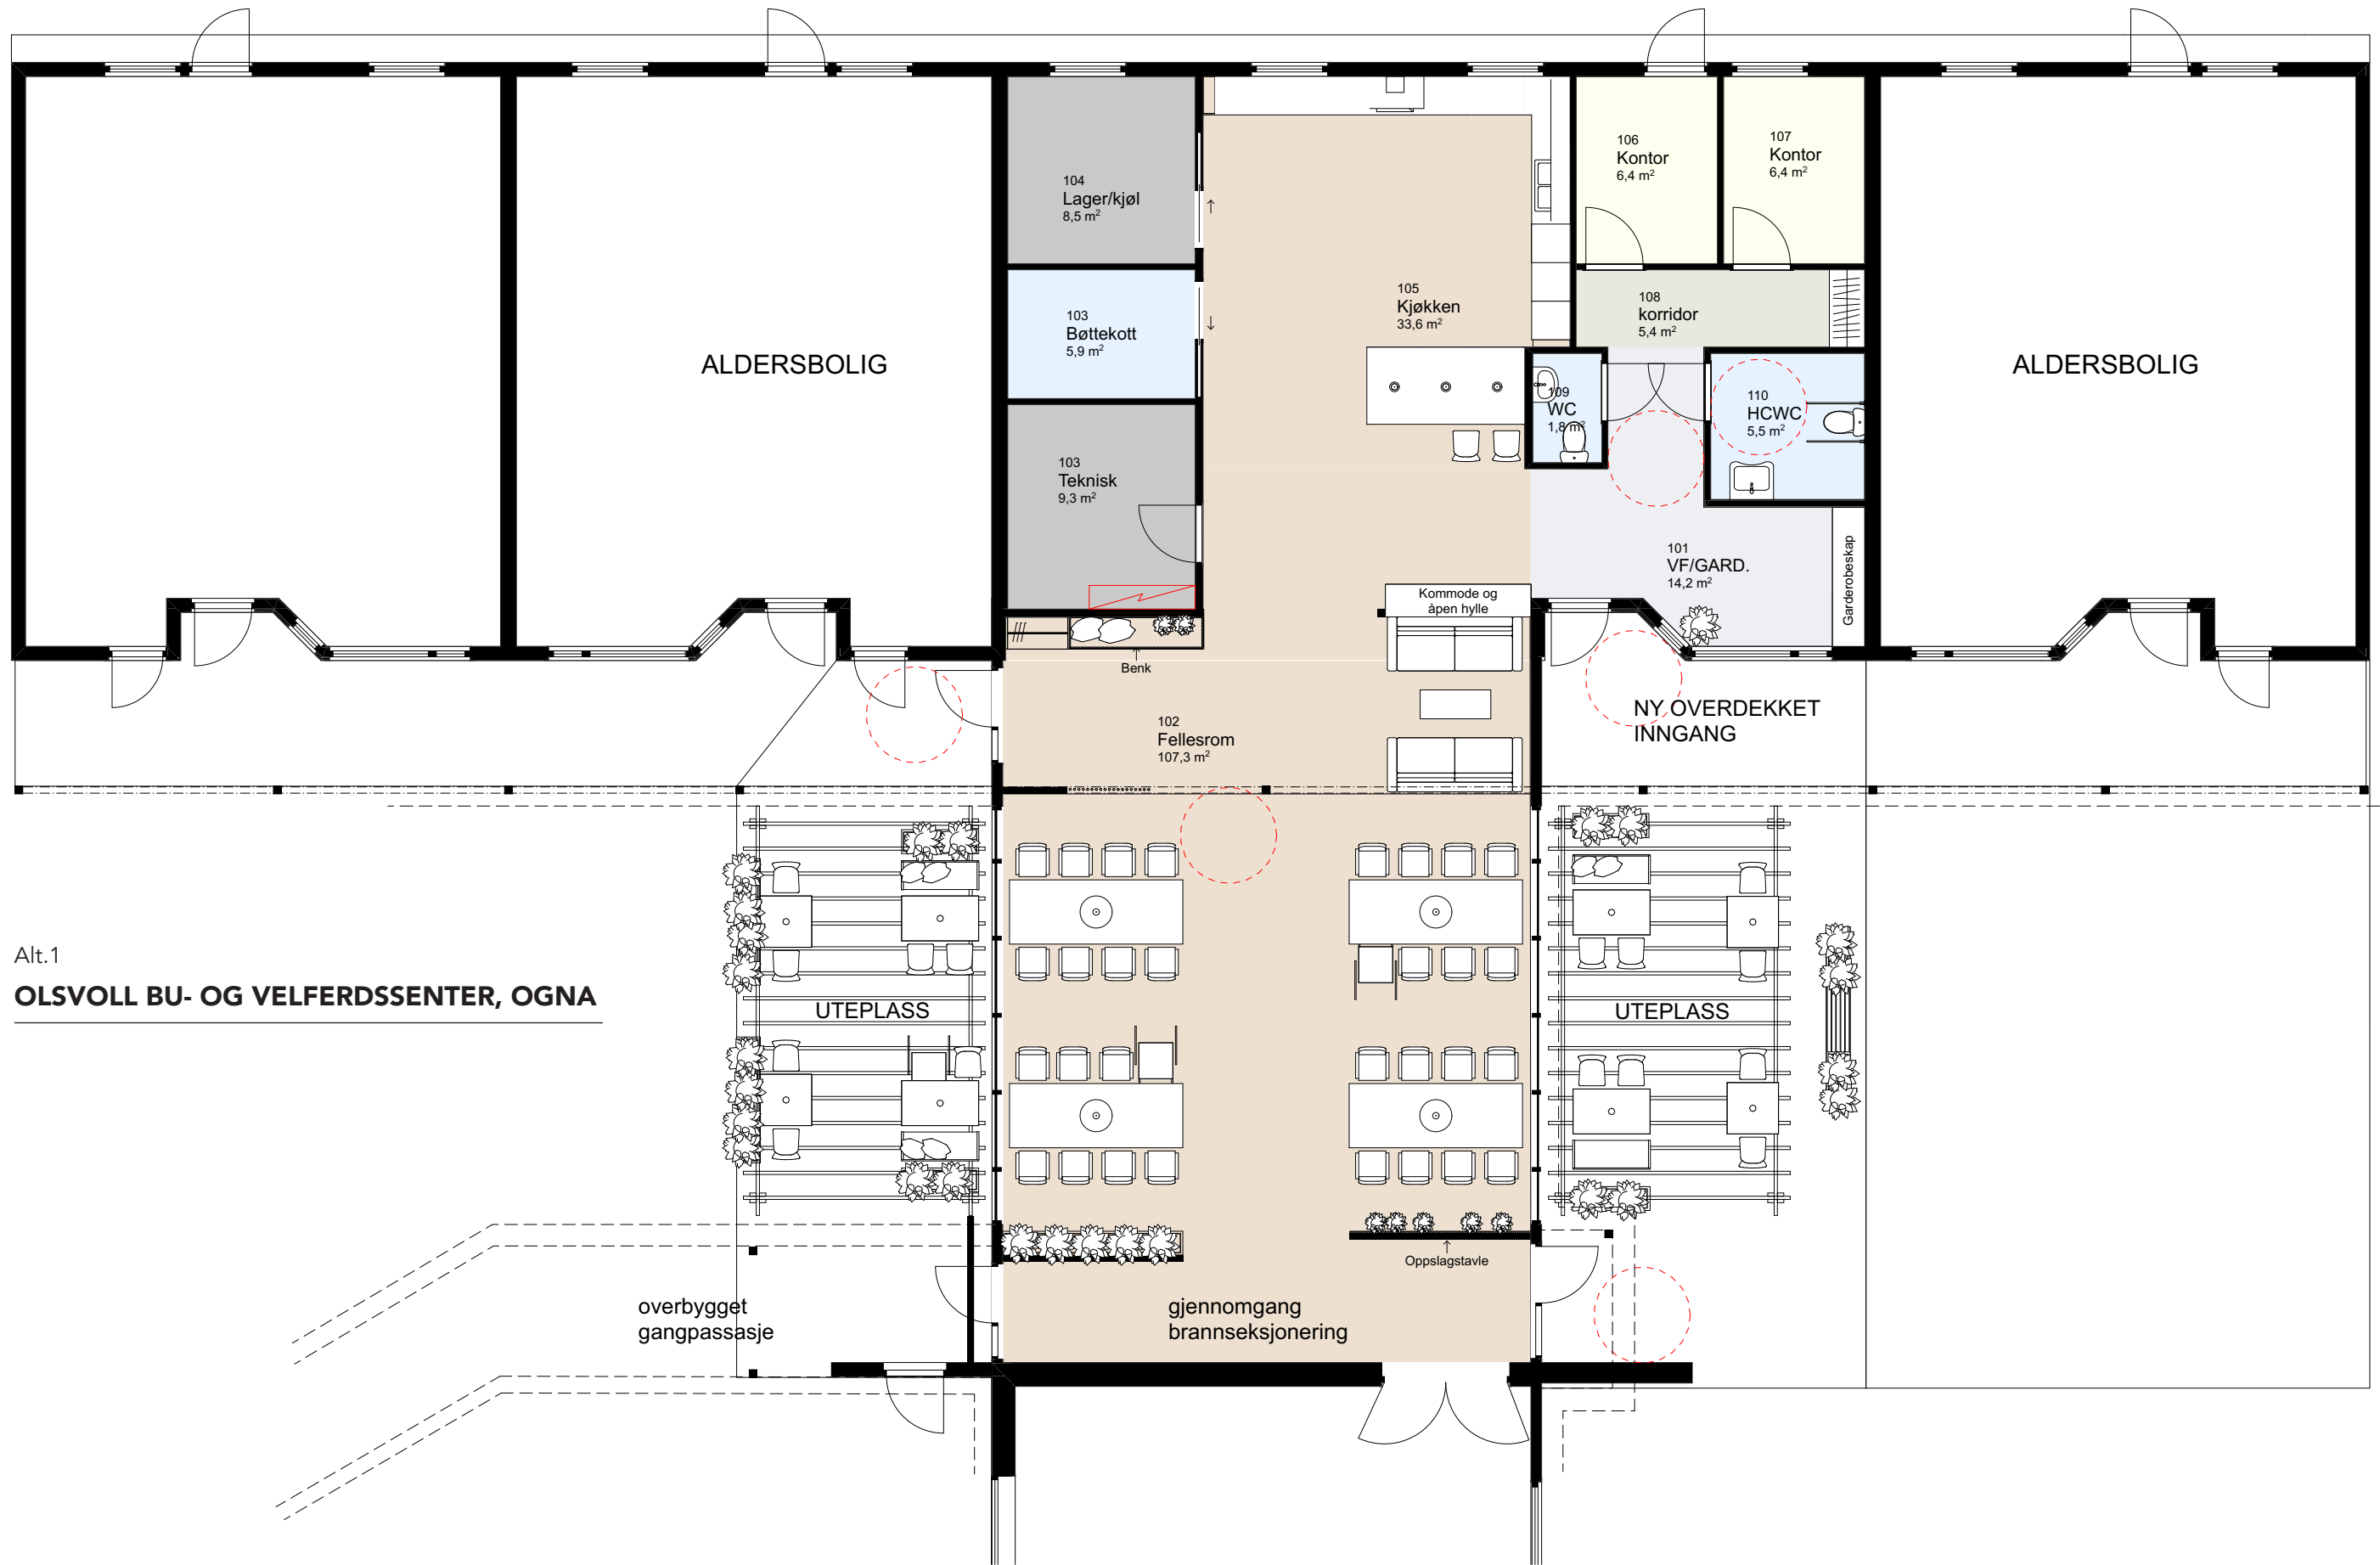 104
Lager/kjøl
8,5 m²
103
Bøttekott
5,9 m²
103
Teknisk
9,3 m²
105
Kjøkken
33,6 m²
106
Kontor
6,4 m²
107
Kontor
6,4 m²
108
korridor
5,4 m²
109
WC
1,8 m²
110
HCWC
5,5 m²
101
VF/GARD.
14,2 m²
Garderobeskap
ALDERSBOLIG
ALDERSBOLIG
Kommode og
åpen hylle
Benk
102
Fellesrom
107,3 m²
NY OVERDEKKET
INNGANG
Alt.1
OLSVOLL BU- OG VELFERDSSENTER, OGNA
UTEPLASS
UTEPLASS
Oppslagstavle
overbygget
gangpassasje
gjennomgang
brannseksjonering